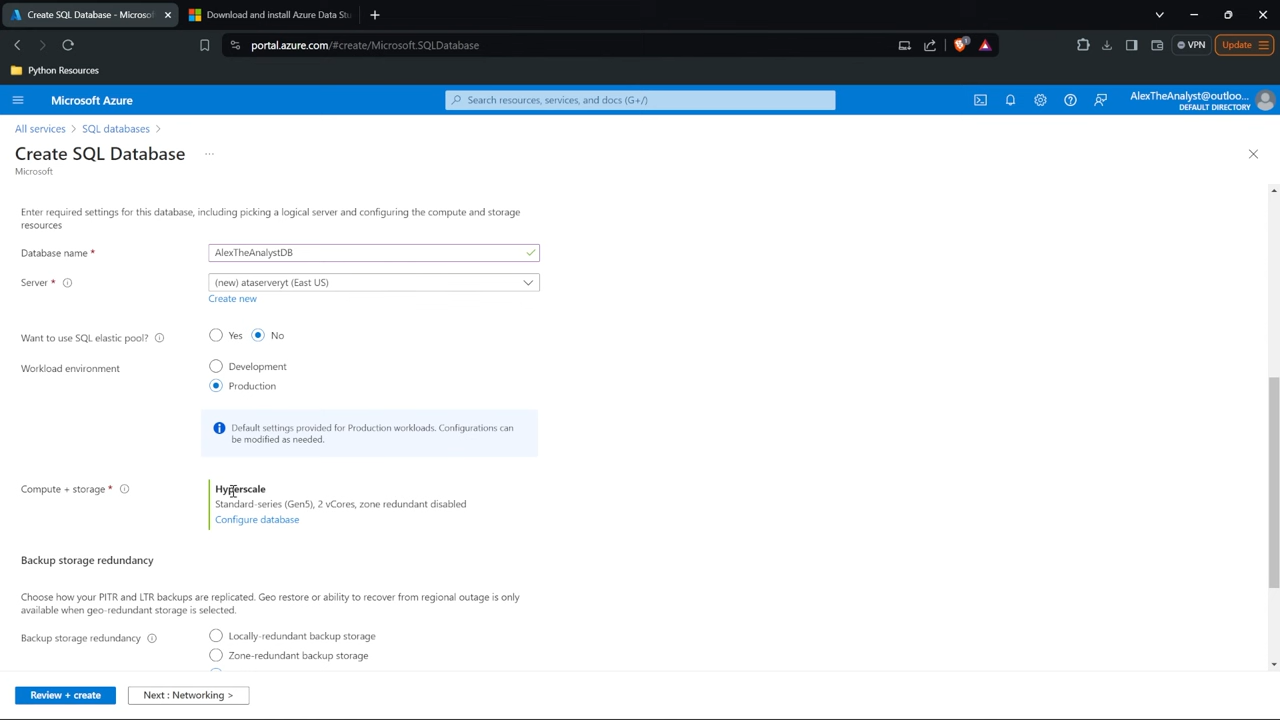 Create SQL Database - Microsof
Download and install Azure Data Stu
portal.azure.com/#create/Microsoft.SQLDatabase
1
VPN
Update
Python Resources
Microsoft Azure
Search resources, services, and docs (G+/)
AlexTheAnalyst@outloo...
DEFAULT DIRECTORY
All services > SQL databases >
Create SQL Database ...
Microsoft
Enter required settings for this database, including picking a logical server and configuring the compute and storage
resources
Database name *
AlexTheAnalystDB
Server *
(new) ataserveryt (East US)
Create new
Want to use SQL elastic pool?
Yes No
Workload environment
Development
Production
Default settings provided for Production workloads. Configurations can
be modified as needed.
Compute + storage *
Hyperscale
Standard-series (Gen5), 2 vCores, zone redundant disabled
Configure database
Backup storage redundancy
Choose how your PITR and LTR backups are replicated. Geo restore or ability to recover from regional outage is only
available when geo-redundant storage is selected.
Backup storage redundancy
Locally-redundant backup storage
Zone-redundant backup storage
Review + create
Next : Networking >